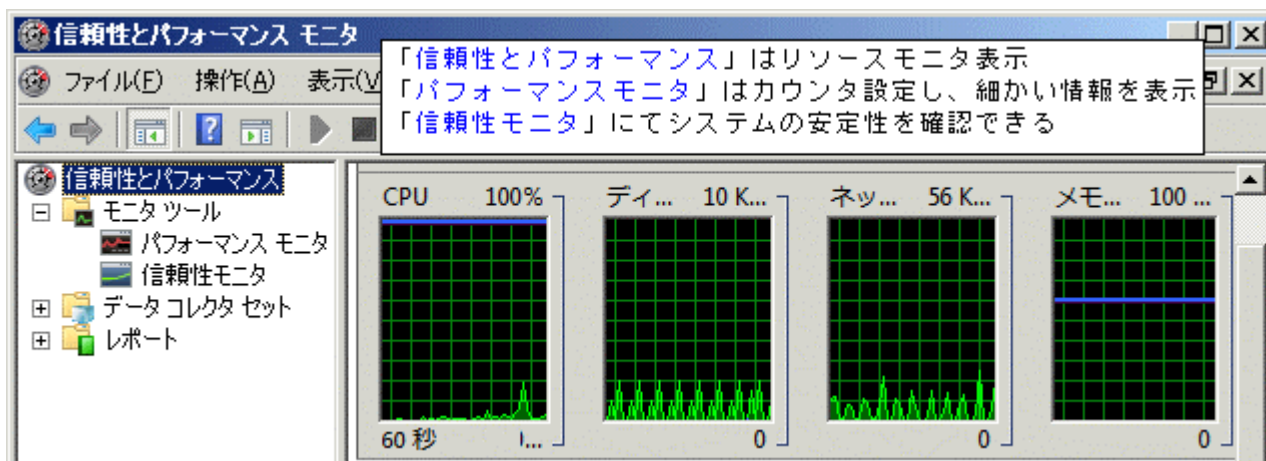 信頼性とパフォーマンス モニタ
「信頼性とパフォーマンス」はリソースモニタ表示
「パフォーマンスモニタ」はカウンタ設定し、細かい情報を表示
「信頼性モニタ」にてシステムの安定性を確認できる
ファイル(F) 操作(A) 表示(V
信頼性とパフォーマンス
モニタ ツール
パフォーマンス モニタ
信頼性モニタ
データ コレクタ セット
レポート
CPU 100% ディ... 10 K... ネッ... 56 K... メモ... 100 ...
60 秒 0 0 0